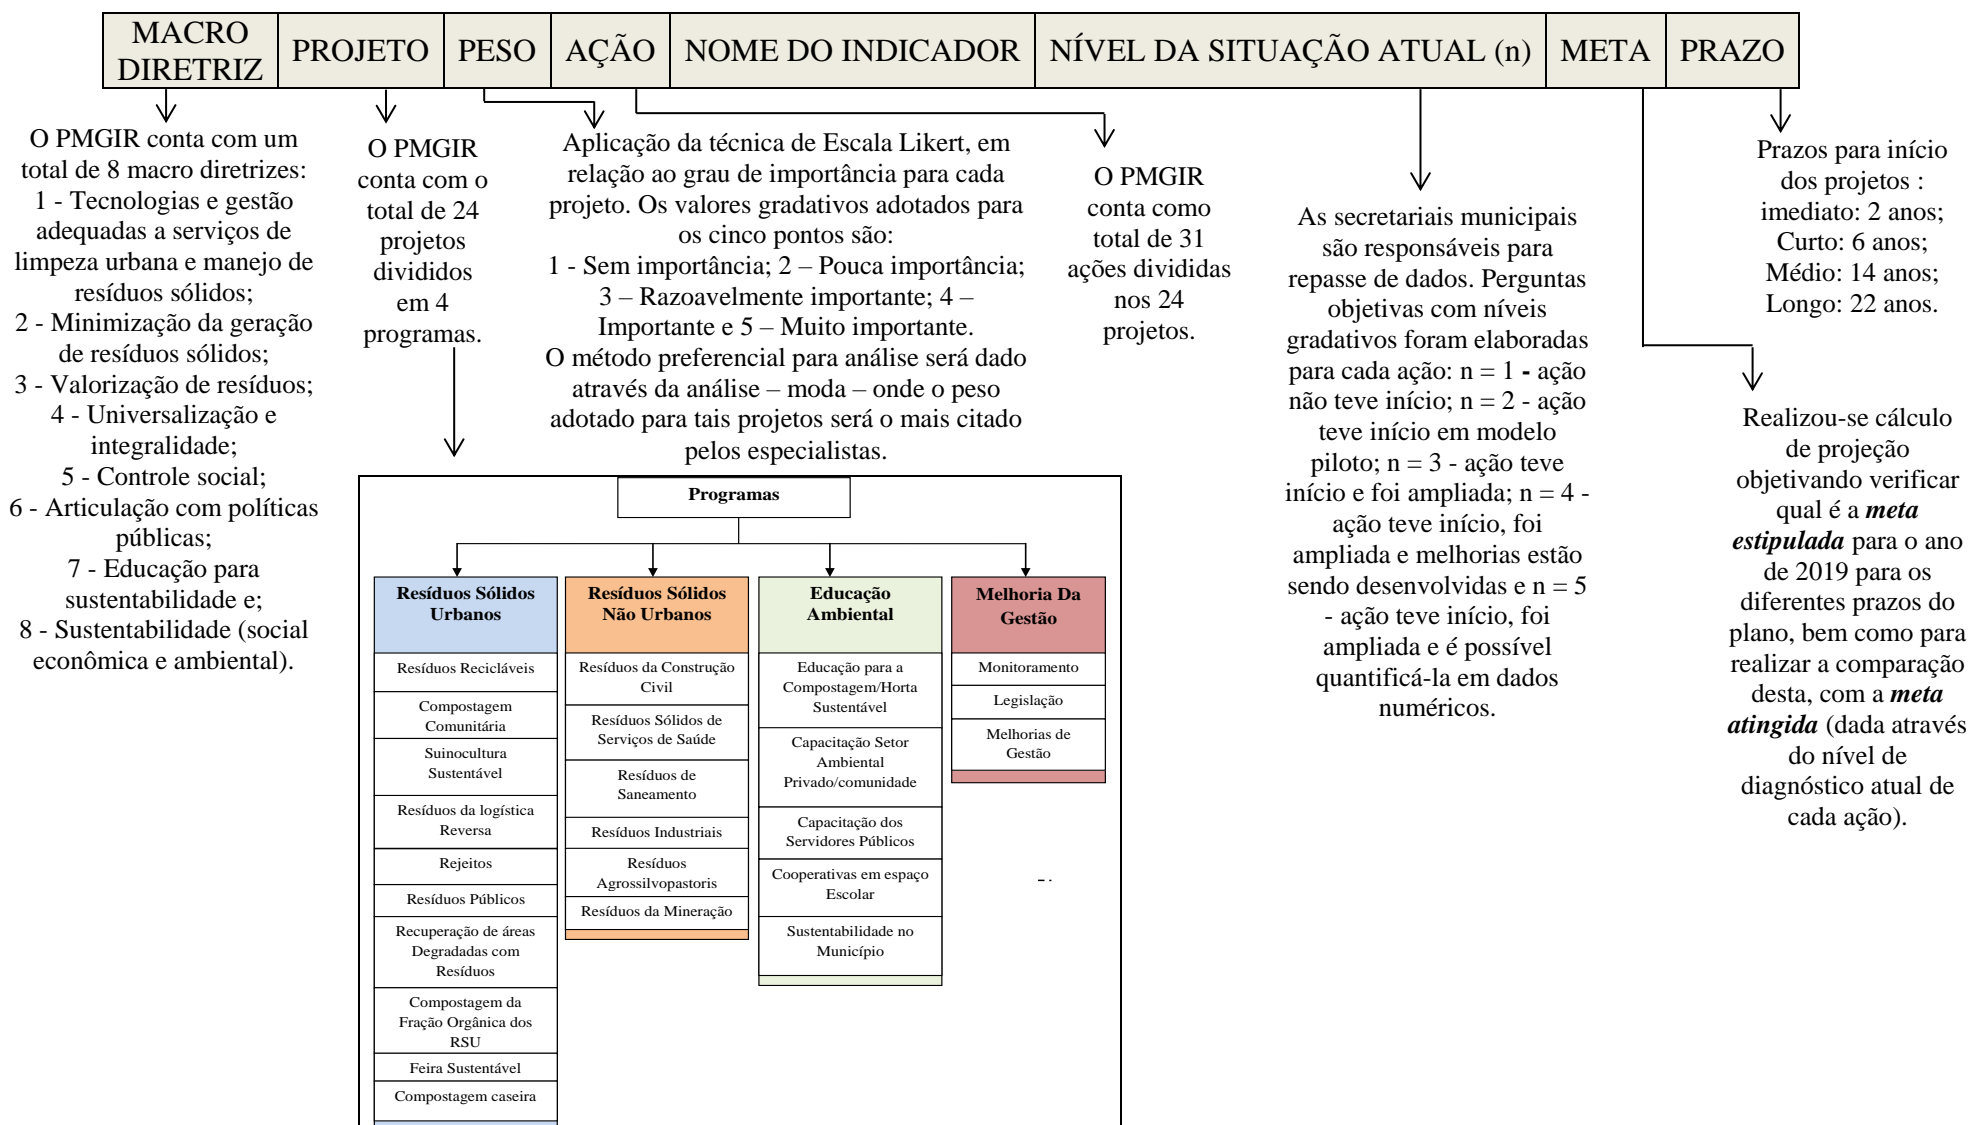 MACRO
DIRETRIZ
PROJETO
PESO
AÇÃO
NOME DO INDICADOR
NÍVEL DA SITUAÇÃO ATUAL (n)
META
PRAZO
O PMGIR conta com um
total de 8 macro diretrizes:
1 - Tecnologias e gestão
adequadas a serviços de
limpeza urbana e manejo de
resíduos sólidos;
2 - Minimização da geração
de resíduos sólidos;
3 - Valorização de resíduos;
4 - Universalização e
integralidade;
5 - Controle social;
6 - Articulação com políticas
públicas;
7 - Educação para
sustentabilidade e;
8 - Sustentabilidade (social
econômica e ambiental).
O PMGIR
conta com o
total de 24
projetos
divididos
em 4
programas.
Aplicação da técnica de Escala Likert, em
relação ao grau de importância para cada
projeto. Os valores gradativos adotados para
os cinco pontos são:
1 - Sem importância; 2 – Pouca importância;
3 – Razoavelmente importante; 4 –
Importante e 5 – Muito importante.
O método preferencial para análise será dado
através da análise – moda – onde o peso
adotado para tais projetos será o mais citado
pelos especialistas.
O PMGIR
conta como
total de 31
ações divididas
nos 24
projetos.
As secretariais municipais
são responsáveis para
repasse de dados. Perguntas
objetivas com níveis
gradativos foram elaboradas
para cada ação: n = 1 - ação
não teve início; n = 2 - ação
teve início em modelo
piloto; n = 3 - ação teve
início e foi ampliada; n = 4 -
ação teve início, foi
ampliada e melhorias estão
sendo desenvolvidas e n = 5
- ação teve início, foi
ampliada e é possível
quantificá-la em dados
numéricos.
Prazos para início
dos projetos :
imediato: 2 anos;
Curto: 6 anos;
Médio: 14 anos;
Longo: 22 anos.
Realizou-se cálculo
de projeção
objetivando verificar
qual é a meta
estipulada para o ano
de 2019 para os
diferentes prazos do
plano, bem como para
realizar a comparação
desta, com a meta
atingida (dada através
do nível de
diagnóstico atual de
cada ação).
Programas
Resíduos Sólidos
Urbanos
Resíduos Recicláveis
Compostagem
Comunitária
Suinocultura
Sustentável
Resíduos da logística
Reversa
Rejeitos
Resíduos Públicos
Recuperação de áreas
Degradadas com
Resíduos
Compostagem da
Fração Orgânica dos
RSU
Feira Sustentável
Compostagem caseira
Resíduos Sólidos
Não Urbanos
Resíduos da Construção
Civil
Resíduos Sólidos de
Serviços de Saúde
Resíduos de
Saneamento
Resíduos Industriais
Resíduos
Agrossilvopastoris
Resíduos da Mineração
Educação
Ambiental
Educação para a
Compostagem/Horta
Sustentável
Capacitação Setor
Ambiental
Privado/comunidade
Capacitação dos
Servidores Públicos
Cooperativas em espaço
Escolar
Sustentabilidade no
Município
Melhoria Da
Gestão
Monitoramento
Legislação
Melhorias de
Gestão